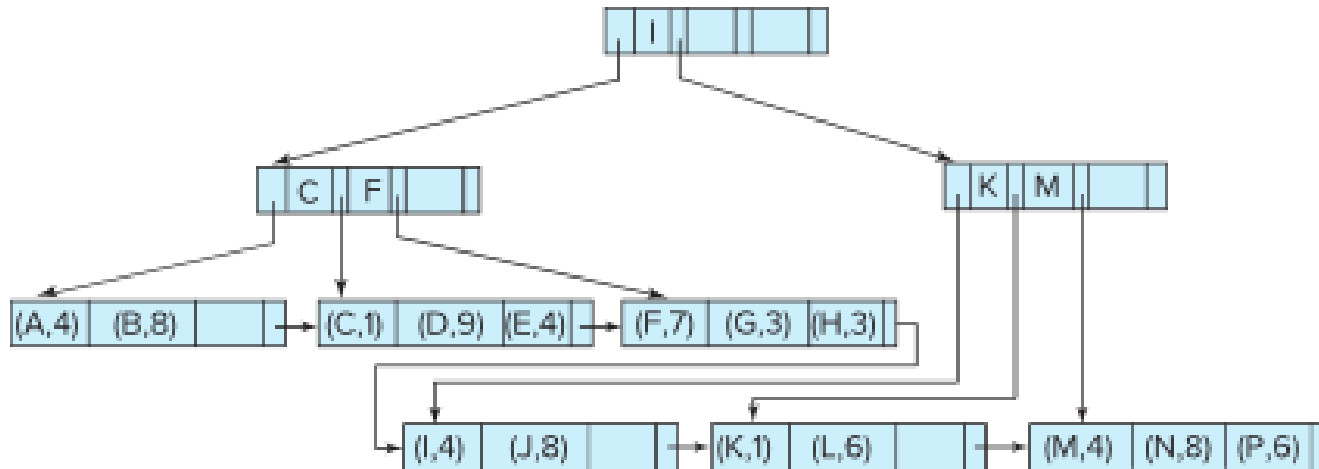 I
C F
K M
(A,4) (B,8) (C,1) (D,9) (E,4) (F,7) (G,3) (H,3)
(I,4) (J,8) (K,1) (L,6) (M,4) (N,8) (P,6)